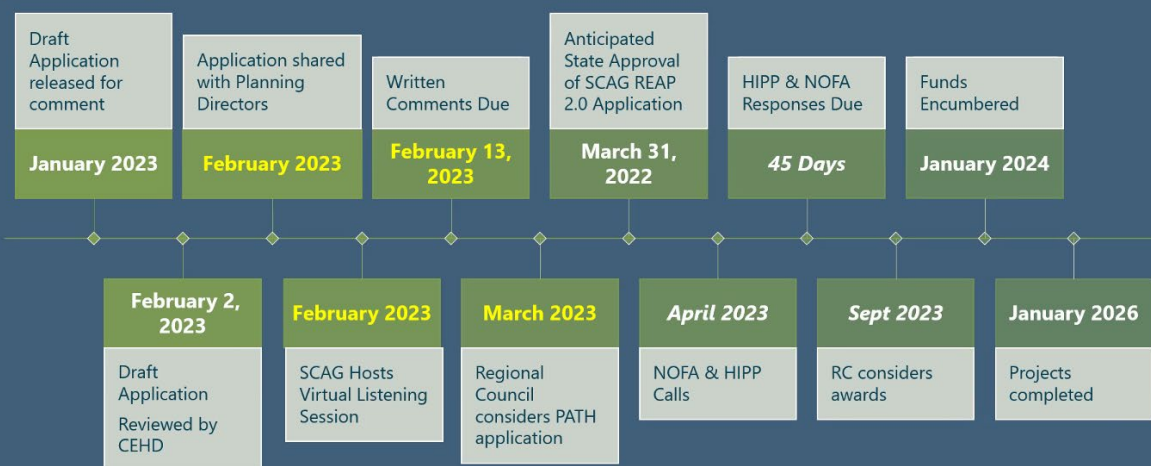 Draft
Application
released for
comment
January 2023
Application shared
with Planning
Directors
February 2023
Written
Comments Due
February 13,
2023
Anticipated
State Approval
of SCAG REAP
2.0 Application
March 31,
2022
HIPP & NOFA
Responses Due
45 Days
Funds
Encumbered
January 2024
February 2,
2023
Draft
Application
Reviewed by
CEHD
February 2023
SCAG Hosts
Virtual Listening
Session
March 2023
Regional
Council
considers PATH
application
April 2023
NOFA & HIPP
Calls
Sept 2023
RC considers
awards
January 2026
Projects
completed